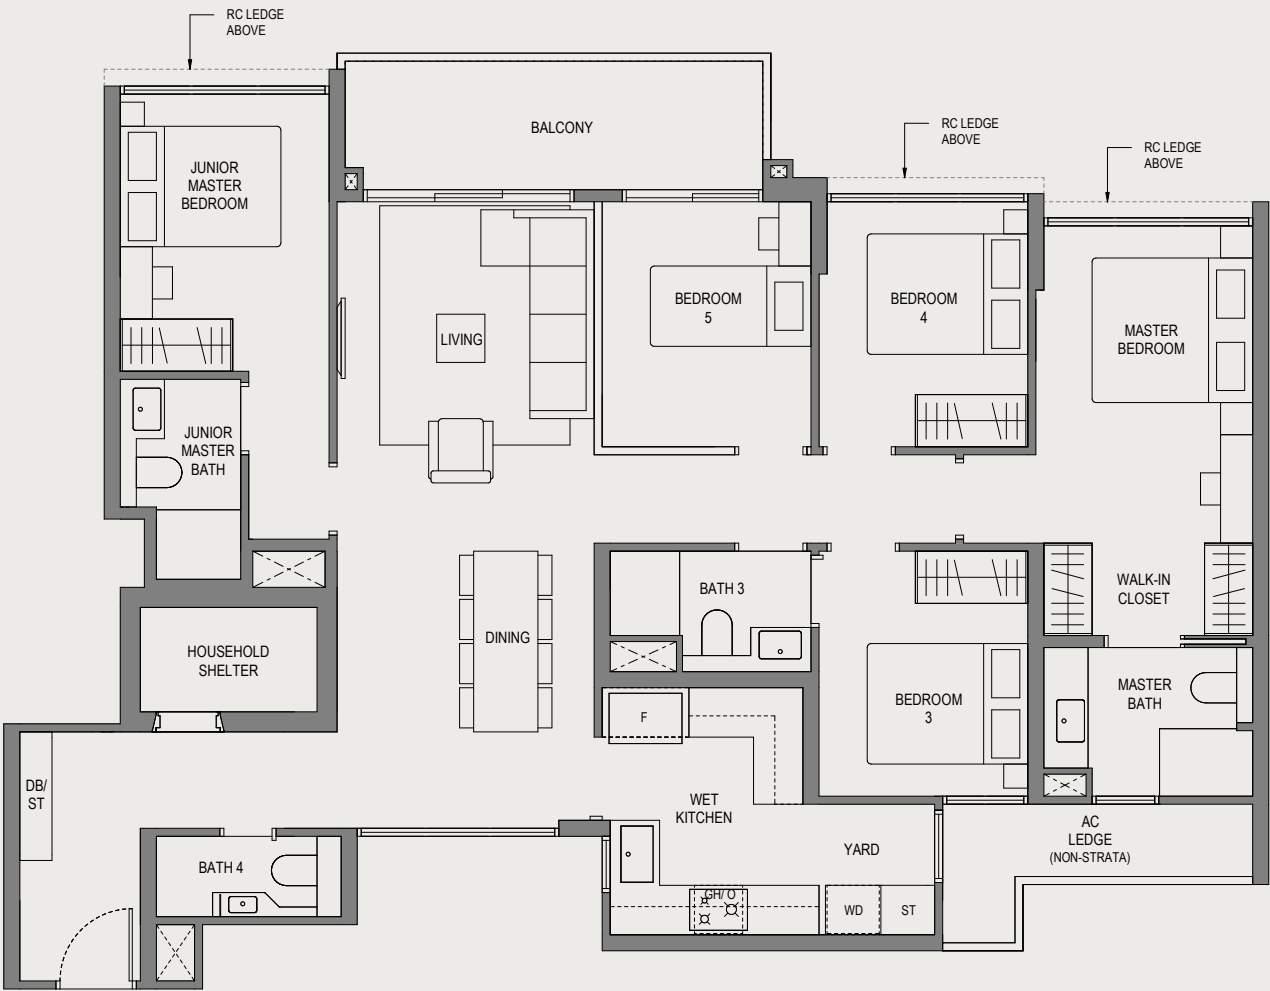 RC LEDGE
ABOVE
BALCONY
RC LEDGE
ABOVE
RC LEDGE
ABOVE
JUNIOR
MASTER
BEDROOM
BEDROOM
5
BEDROOM
4
LIVING
MASTER
BEDROOM
JUNIOR
MASTER
BATH
WALK-IN
CLOSET
BATH 3
DINING
HOUSEHOLD
SHELTER
MASTER
BATH
BEDROOM
3
F
DB/
ST
WET
KITCHEN
AC
LEDGE
(NON-STRATA)
YARD
BATH 4
GH/ O
WD
ST